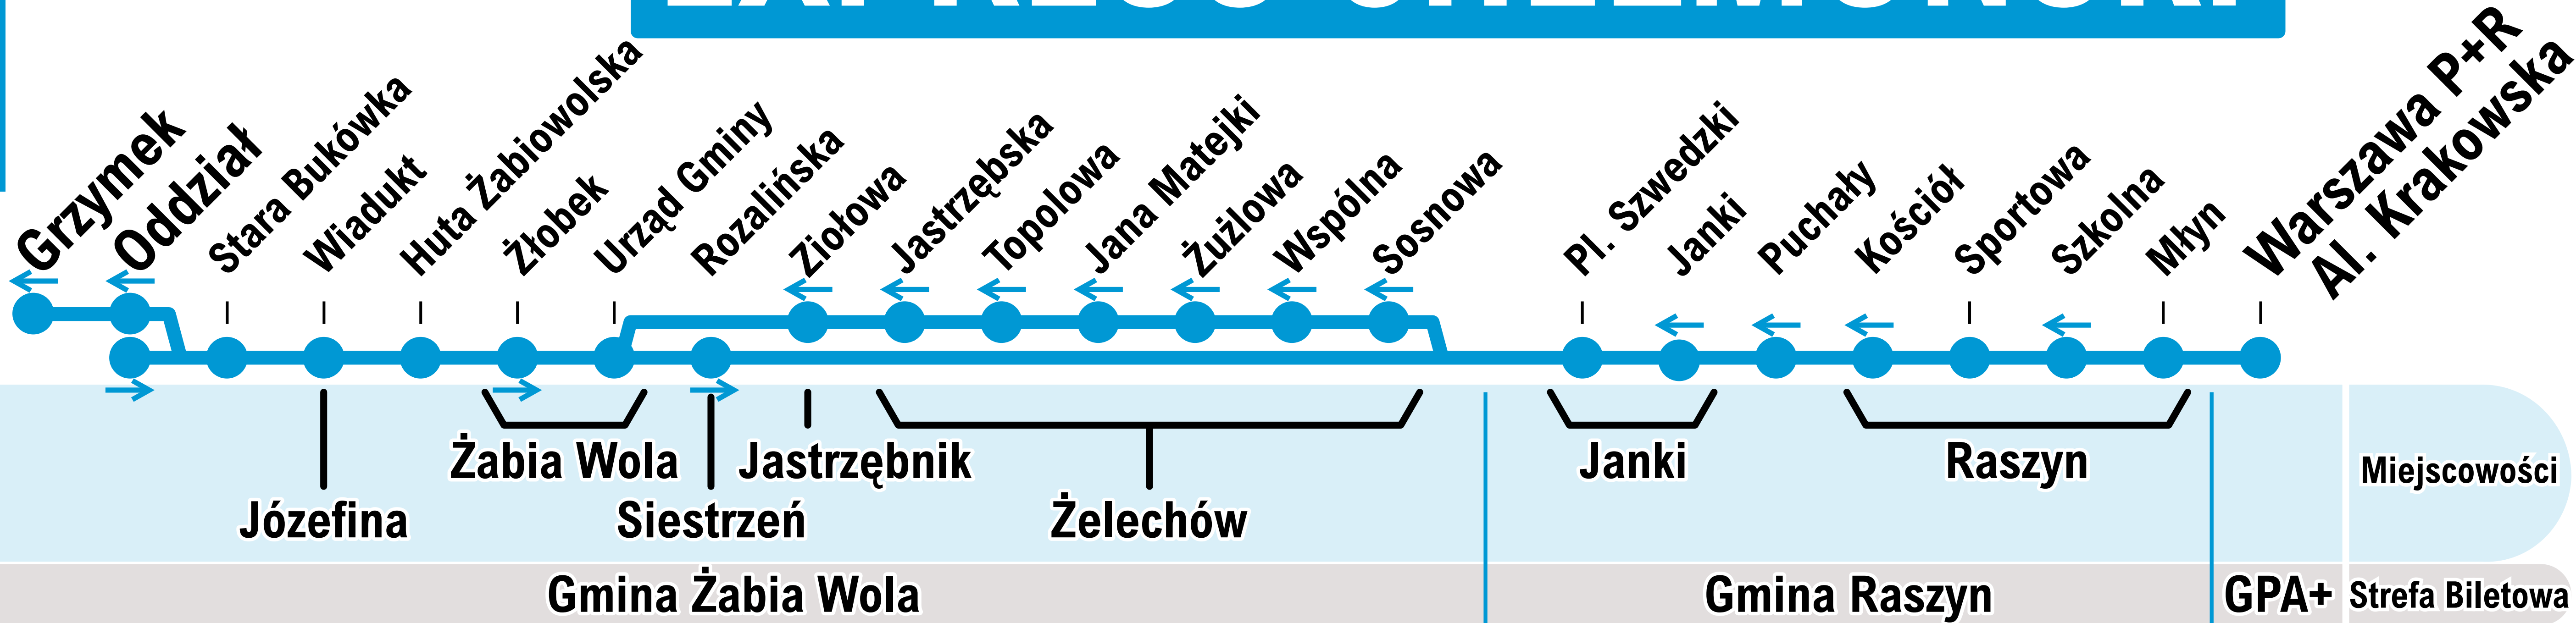 Grzymek
Oddział
Stara Bukówka
Wiadukt
Huta Żabiowolska
Żłobek
Urząd Gminy
Rozalińska
Ziołowa
Jastrzębska
Topolowa
Jana Matejki
Żużlowa
Wspólna
Sosnowa
Pl. Szwedzki
Janki
Puchały
Kościół
Sportowa
Szkolna
Młyn
Warszawa P+R
Al. Krakowska
Żabia Wola
Jastrzębnik
Janki
Raszyn
Miejscowości
Józefina
Siestrzeń
Żelechów
Gmina Żabia Wola
Gmina Raszyn
GPA+
Strefa Biletowa